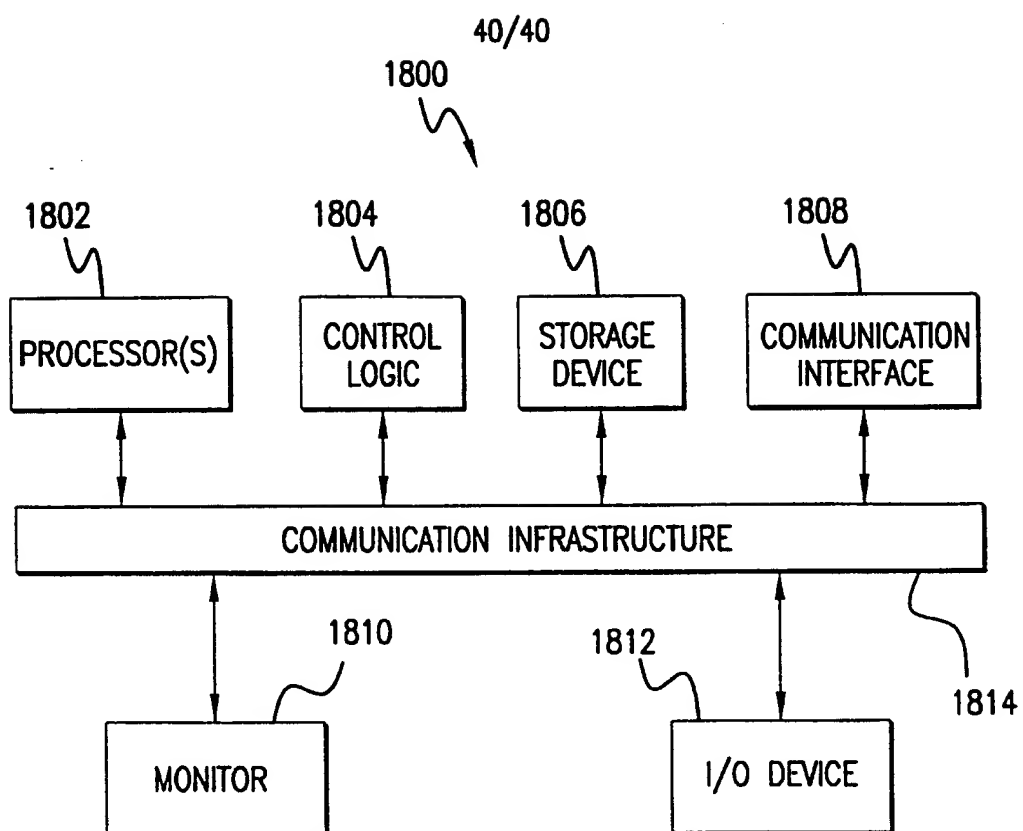 40/40
1800
1802
1804
1806
1808
PROCESSOR(S)
CONTROL
LOGIC
STORAGE
DEVICE
COMMUNICATION
INTERFACE
COMMUNICATION INFRASTRUCTURE
1810
1812
1814
MONITOR
I/O DEVICE